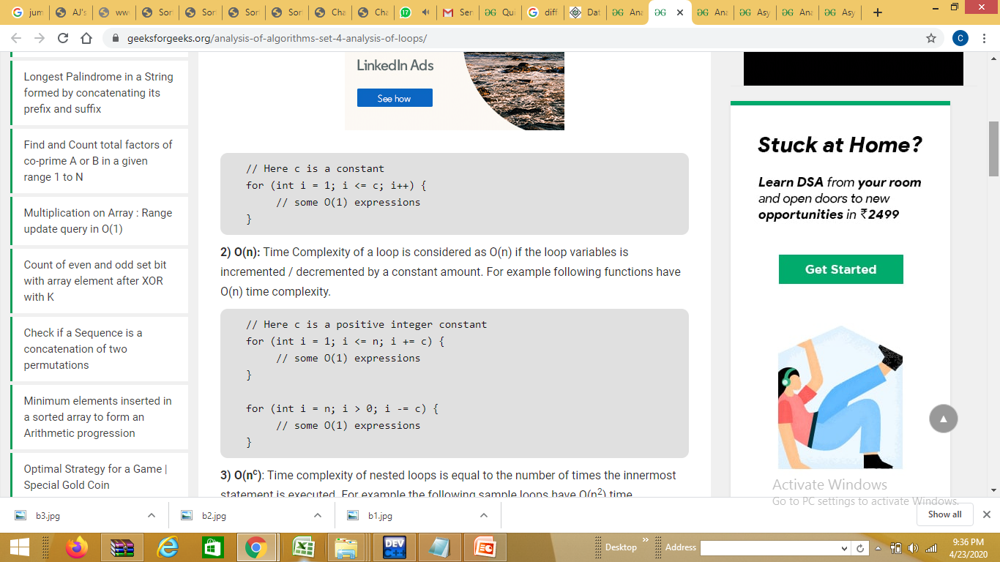 jum
AJ's
www
Sor
Sor
Sor
Sor
Cha
Cha
17
Ser
Qui
diff
Dat
Ana
Ana
Asy
Ana
Asy
geeksforgeeks.org/analysis-of-algorithms-set-4-analysis-of-loops/
C
Longest Palindrome in a String
formed by concatenating its
prefix and suffix
Find and Count total factors of
co-prime A or B in a given
range 1 to N
Multiplication on Array : Range
update query in O(1)
Count of even and odd set bit
with array element after XOR
with K
Check if a Sequence is a
concatenation of two
permutations
Minimum elements inserted in
a sorted array to form an
Arithmetic progression
Optimal Strategy for a Game |
Special Gold Coin
LinkedIn Ads
See how
// Here c is a constant
for (int i = 1; i <= c; i++) {
// some O(1) expressions
}
2) O(n): Time Complexity of a loop is considered as O(n) if the loop variables is
incremented / decremented by a constant amount. For example following functions have
O(n) time complexity.
// Here c is a positive integer constant
for (int i = 1; i <= n; i += c) {
// some O(1) expressions
}
for (int i = n; i > 0; i -= c) {
// some O(1) expressions
}
3) O(nᶜ): Time complexity of nested loops is equal to the number of times the innermost
statement is executed. For example the following sample loops have O(n²) time
Stuck at Home?
Learn DSA from your room
and open doors to new
opportunities in ₹2499
Get Started
Activate Windows
Go to PC settings to activate Windows.
b3.jpg
b2.jpg
b1.jpg
Show all
DEV
C++
Desktop
Address
9:36 PM
4/23/2020